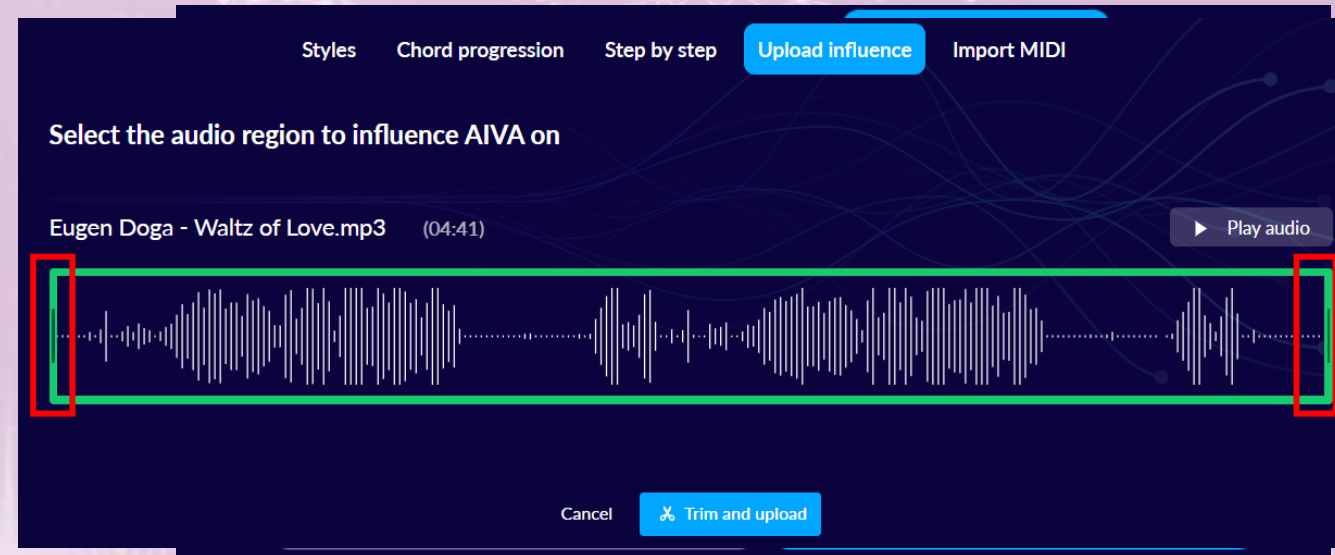 Styles Chord progression Step by step Upload influence Import MIDI
Select the audio region to influence AIVA on
Eugen Doga - Waltz of Love.mp3 (04:41) Play audio
Cancel Trim and upload